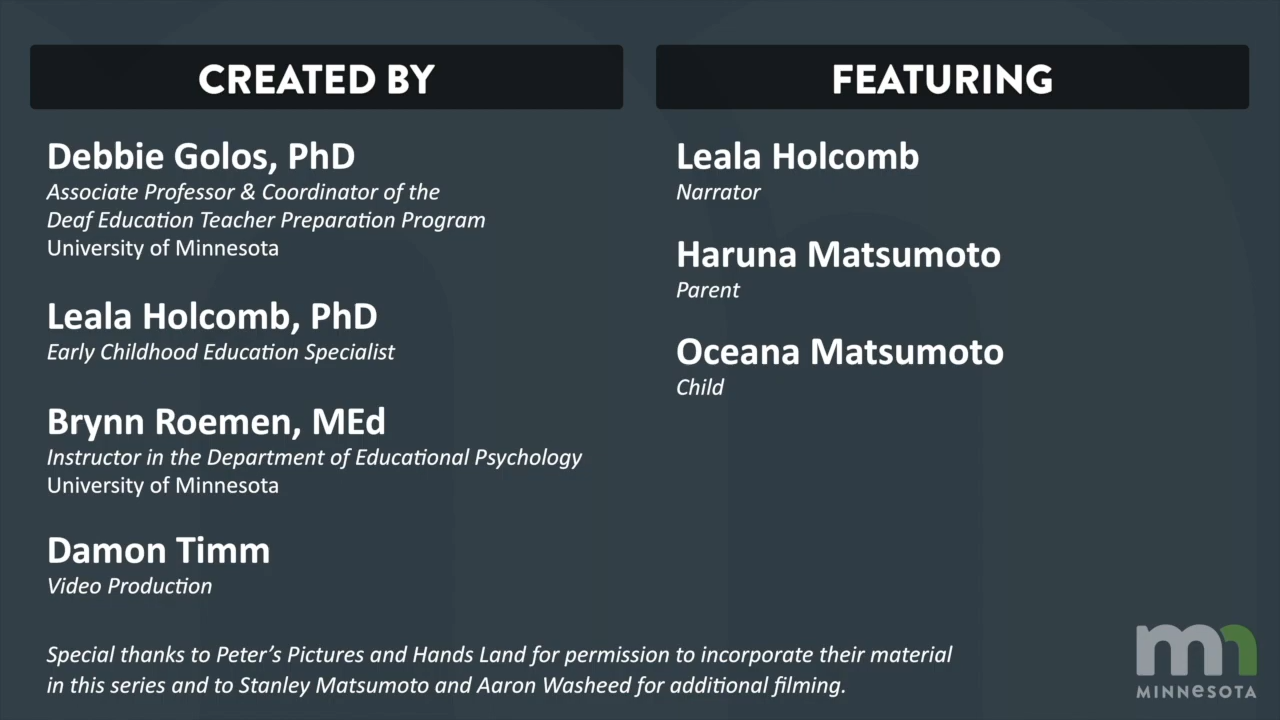 CREATED BY
Debbie Golos, PhD
Associate Professor & Coordinator of the
Deaf Education Teacher Preparation Program
University of Minnesota
Leala Holcomb, PhD
Early Childhood Education Specialist
Brynn Roemen, MEd
Instructor in the Department of Educational Psychology
University of Minnesota
Damon Timm
Video Production
FEATURING
Leala Holcomb
Narrator
Haruna Matsumoto
Parent
Oceana Matsumoto
Child
Special thanks to Peter’s Pictures and Hands Land for permission to incorporate their material
in this series and to Stanley Matsumoto and Aaron Washeed for additional filming.
mn
MINNeSOTA